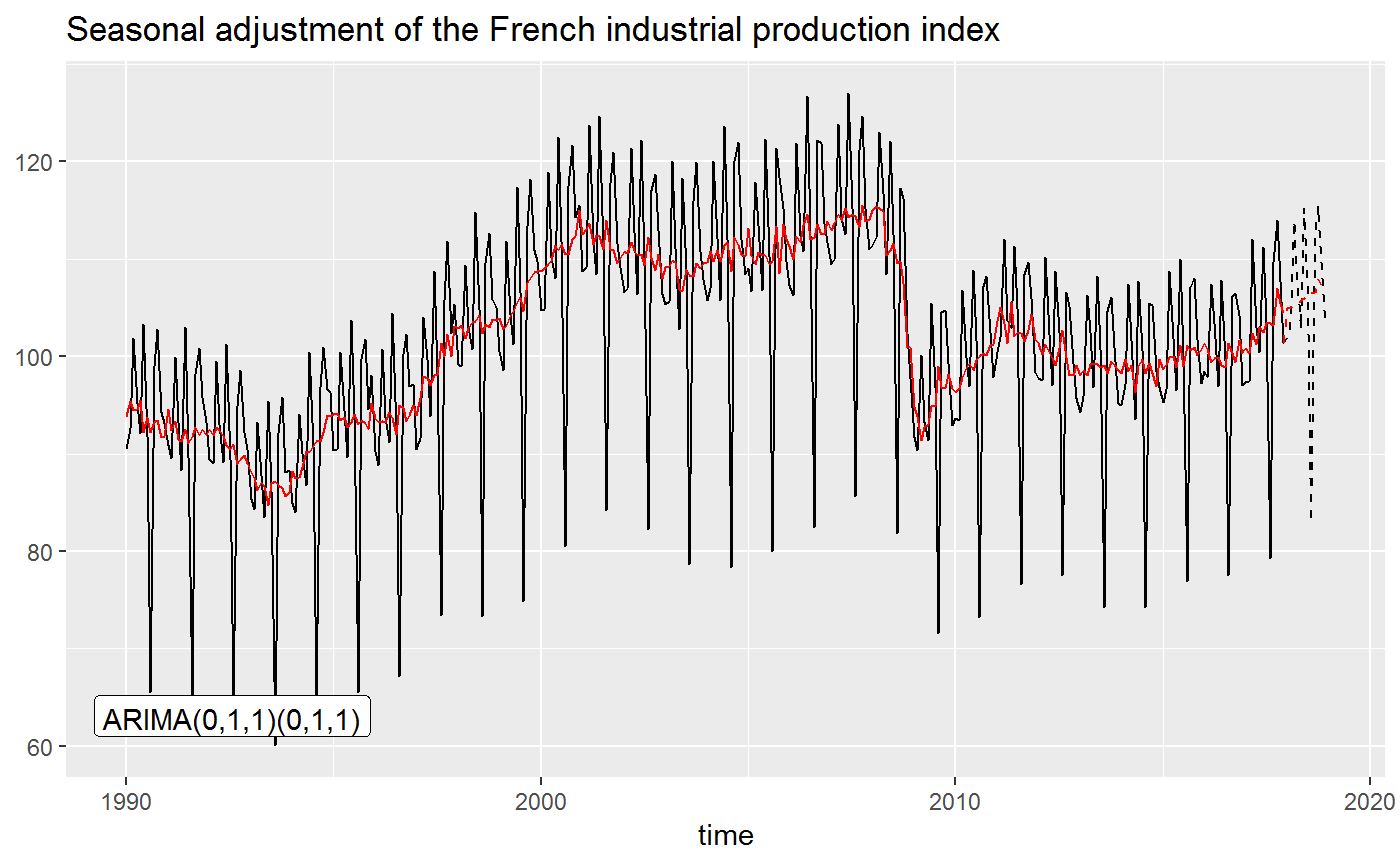 Seasonal adjustment of the French industrial production index
120
100
80
60
ARIMA(0,1,1)(0,1,1)
1990
2000
2010
2020
time